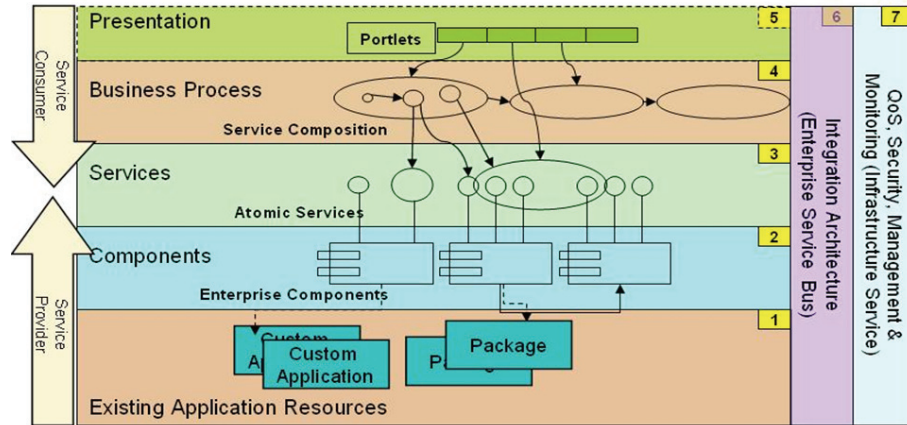 Presentation
Portlets
5
6
7
Service
Consumer
Business Process
4
Service Composition
Services
3
Atomic Services
Integration Architecture
(Enterprise Service Bus)
QoS, Security, Management &
Monitoring (Infrastructure Service)
Components
2
Enterprise Components
Service
Provider
1
Custom
Custom
Application
Package
Existing Application Resources